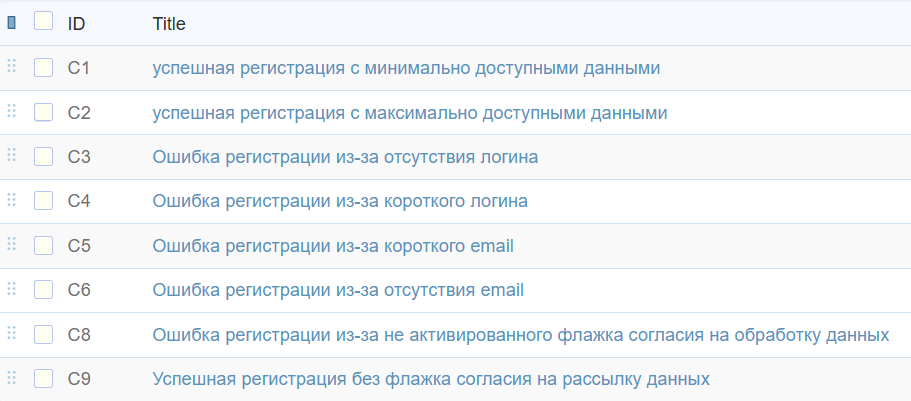 ID Title
C1 успешная регистрация с минимально доступными данными
C2 успешная регистрация с максимально доступными данными
C3 Ошибка регистрации из-за отсутствия логина
C4 Ошибка регистрации из-за короткого логина
C5 Ошибка регистрации из-за короткого email
C6 Ошибка регистрации из-за отсутствия email
C8 Ошибка регистрации из-за не активированного флажка согласия на обработку данных
C9 Успешная регистрация без флажка согласия на рассылку данных